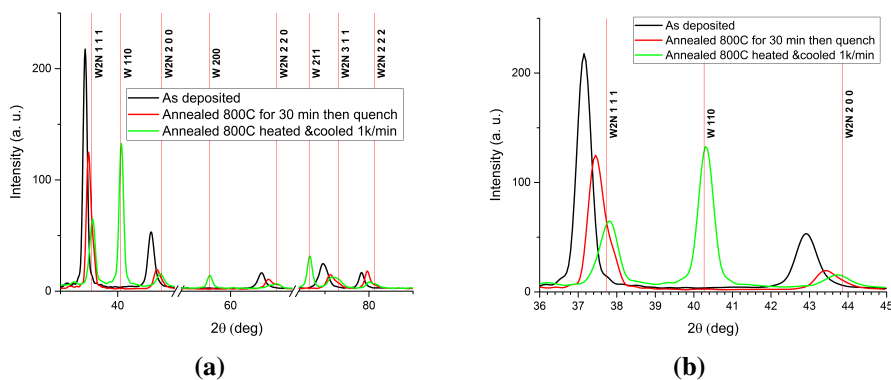 W2N 1 1 1
W 110
W2N 2 0 0
W 200
W2N 2 2 0
W 211
W2N 3 1 1
W2N 2 2 2
As deposited
Annealed 800C for 30 min then quench
Annealed 800C heated &cooled 1k/min
Intensity (a. u.)
200
100
0
40
60
80
2θ (deg)
(a)
As deposited
Annealed 800C for 30 min then quench
Annealed 800C heated &cooled 1k/min
W2N 1 1 1
W 110
W2N 2 0 0
Intensity (a. u.)
200
100
0
36
37
38
39
40
41
42
43
44
45
2θ (deg)
(b)